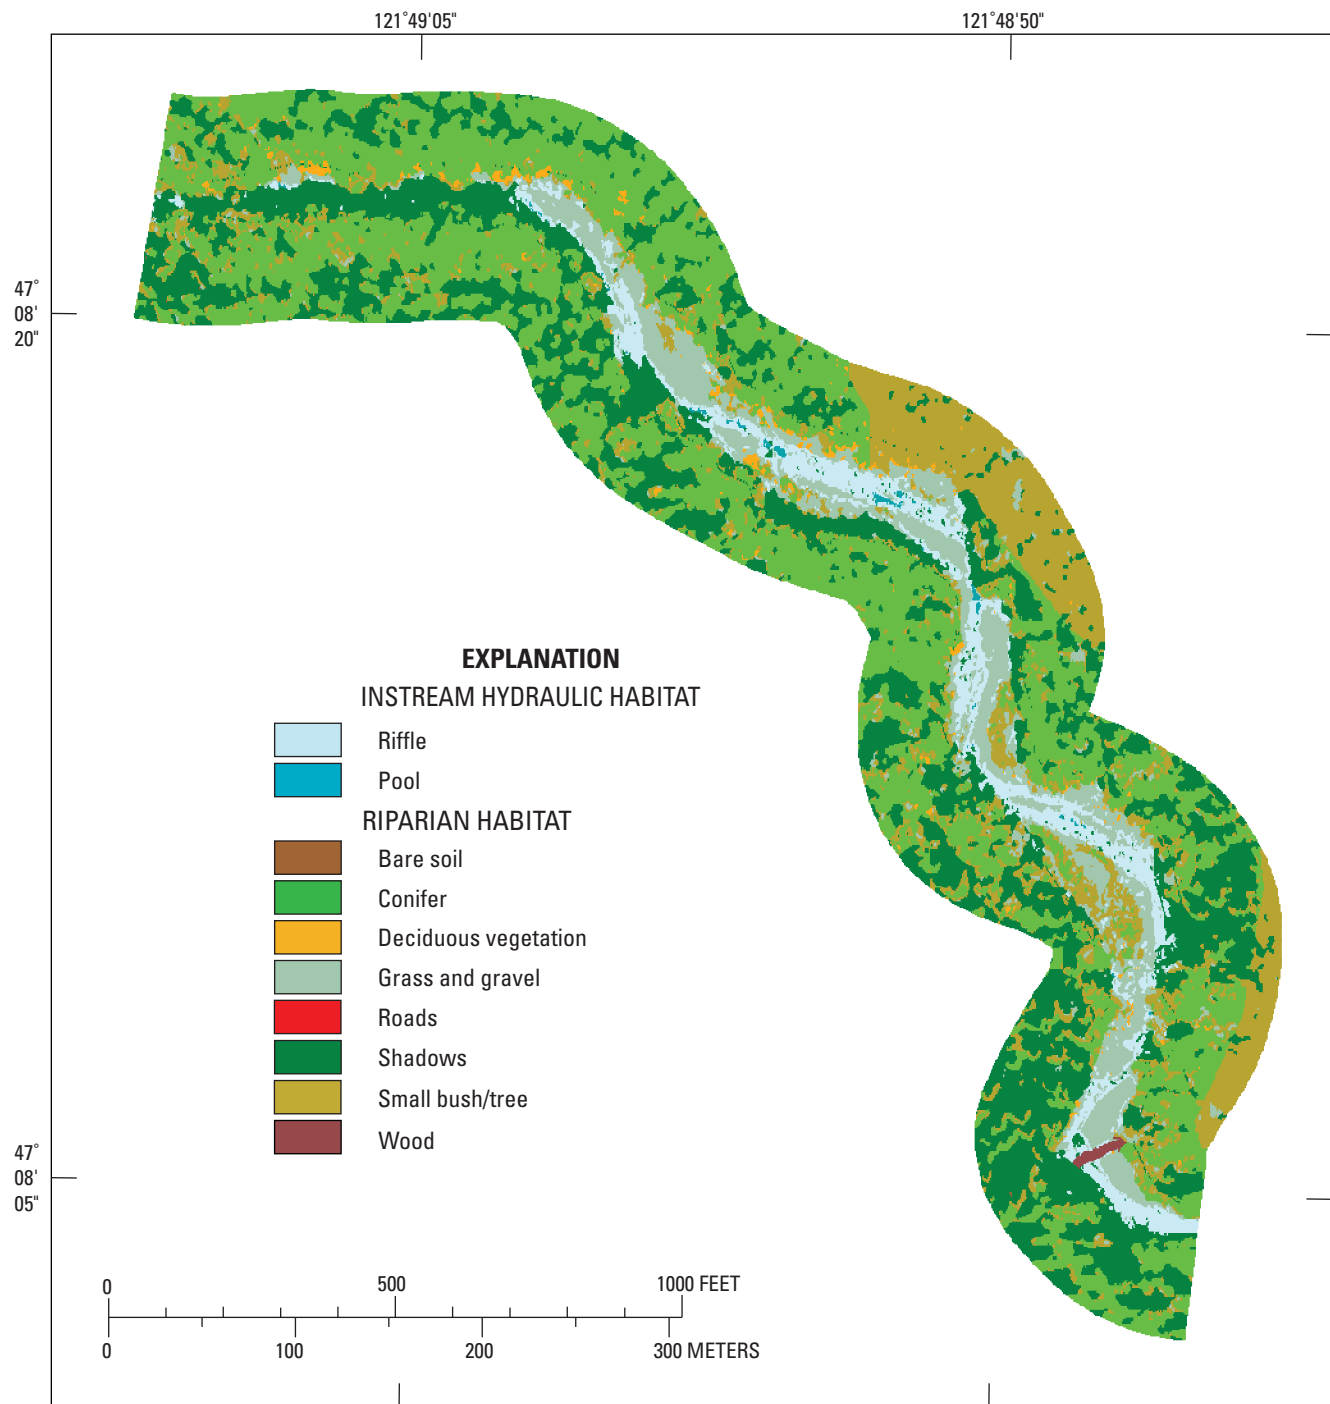 121°49'05"
121°48'50"
47°
08'
20"
EXPLANATION
INSTREAM HYDRAULIC HABITAT
Riffle
Pool
RIPARIAN HABITAT
Bare soil
Conifer
Deciduous vegetation
Grass and gravel
Roads
Shadows
Small bush/tree
Wood
47°
08'
05"
0 500 1000 FEET
0 100 200 300 METERS